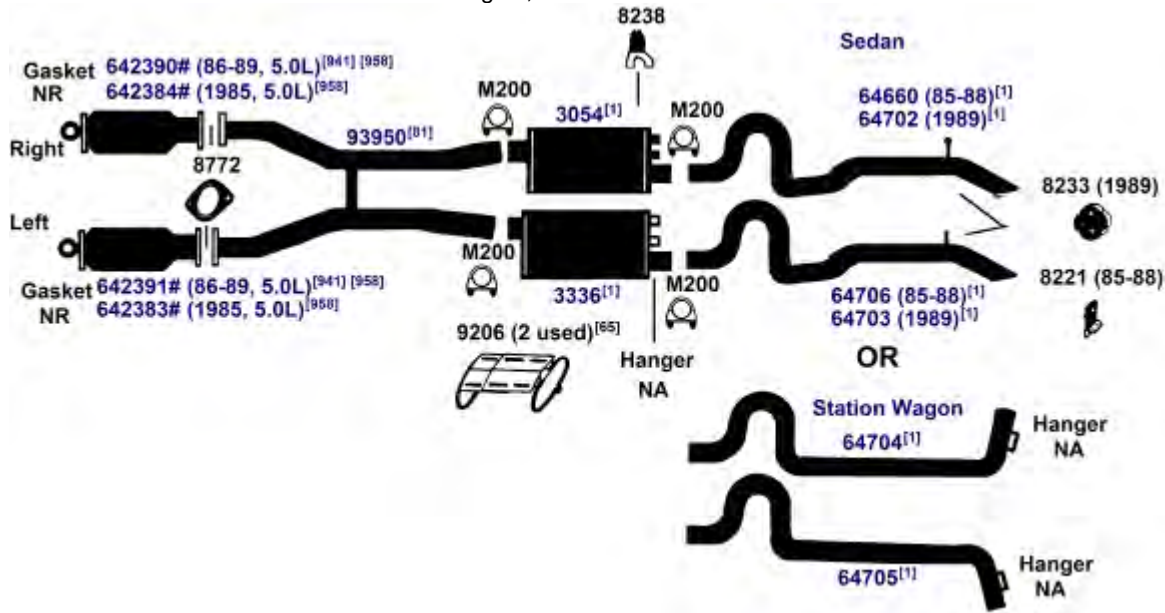 8238
Sedan
Gasket 642390# (86-89, 5.0L)[941] [958]
NR 642384# (1985, 5.0L)[958]
M200
3054[1]
M200
64660 (85-88)[1]
64702 (1989)[1]
93950[81]
Right
8772
8233 (1989)
Left
M200
M200
8221 (85-88)
Gasket 642391# (86-89, 5.0L)[941] [958]
NR 642383# (1985, 5.0L)[958]
3336[1]
64706 (85-88)[1]
64703 (1989)[1]
9206 (2 used)[65]
Hanger
NA
OR
Station Wagon
64704[1]
Hanger
NA
64705[1]
Hanger
NA